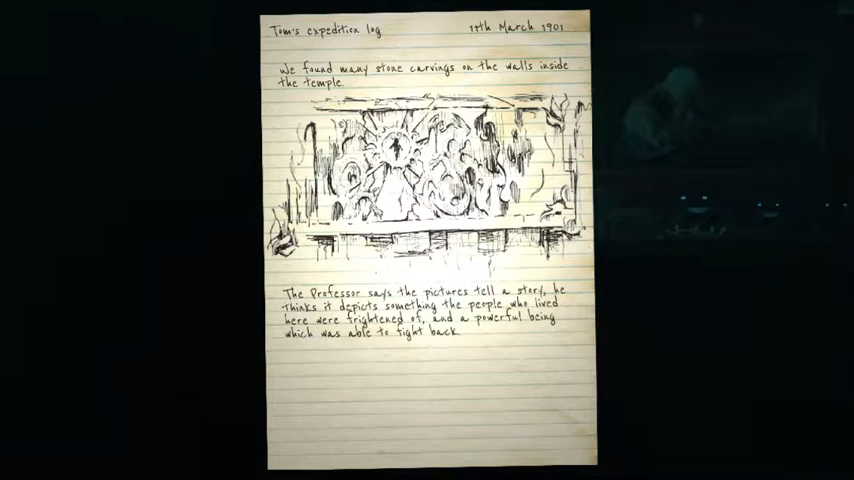 Tom's expedition log 11th March 1901
We found many stone carvings on the walls inside
the temple.
The Professor says the pictures tell a story, he
thinks it depicts something the people who lived
here were frightened of, and a powerful being
which was able to fight back.